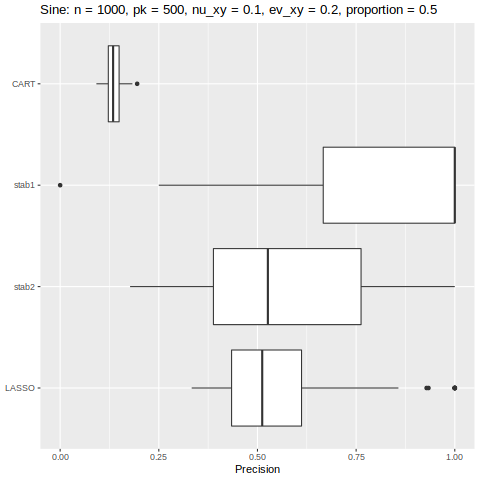 Sine: n = 1000, pk = 500, nu_xy = 0.1, ev_xy = 0.2, proportion = 0.5
CART
stab1
stab2
LASSO
0.00 0.25 0.50 0.75 1.00
Precision